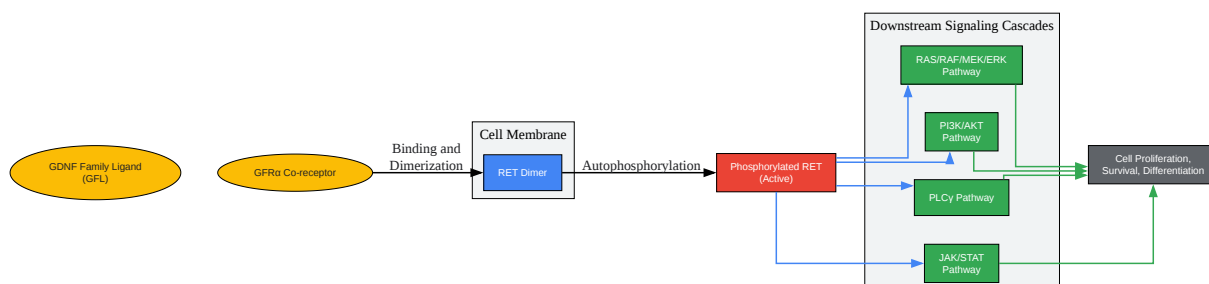 Downstream Signaling Cascades
RAS/RAF/MEK/ERK
Pathway
PI3K/AKT
Pathway
Cell Membrane
Binding and
Dimerization
Autophosphorylation
GDNF Family Ligand
(GFL)
GFRα Co-receptor
RET Dimer
Phosphorylated RET
(Active)
Cell Proliferation,
Survival, Differentiation
PLCγ Pathway
JAK/STAT
Pathway